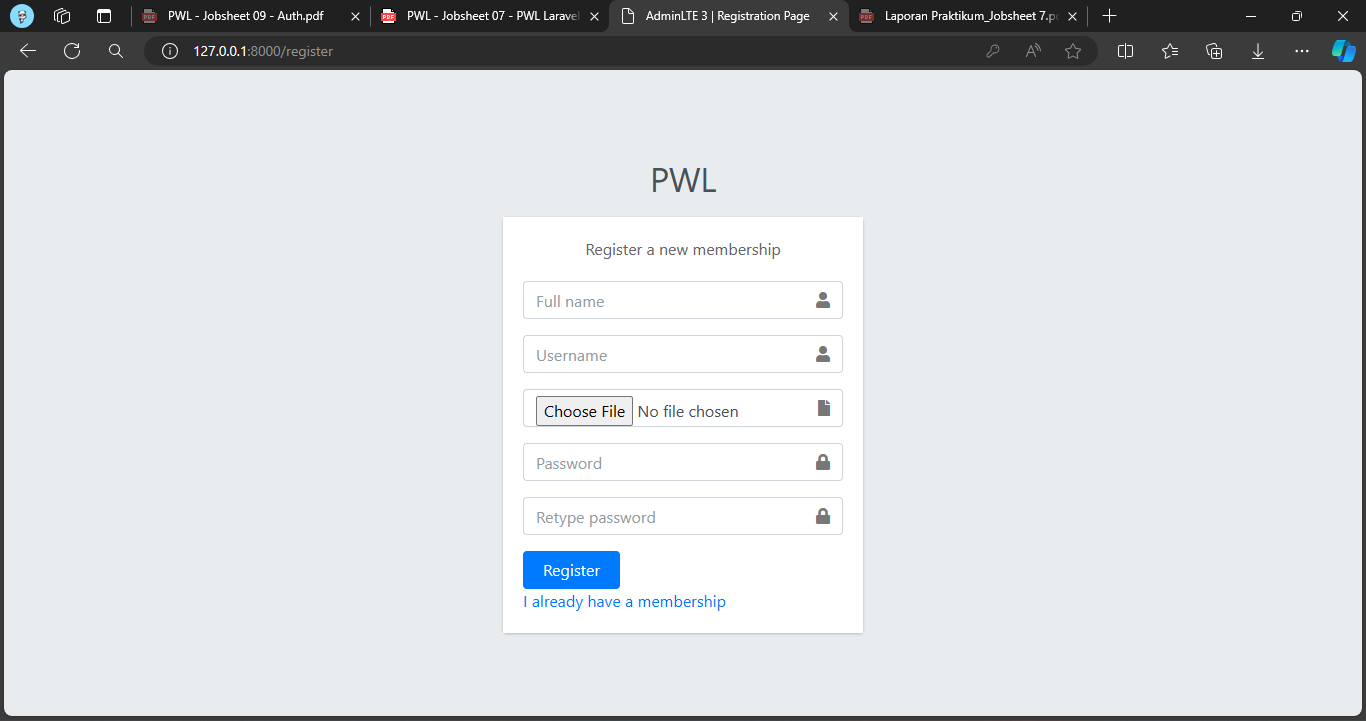 PWL - Jobsheet 09 - Auth.pdf
PWL - Jobsheet 07 - PWL Larave
AdminLTE 3 | Registration Page
Laporan Praktikum_Jobsheet 7.p
127.0.0.1:8000/register
PWL
Register a new membership
Full name
Username
Choose File No file chosen
Password
Retype password
Register
I already have a membership